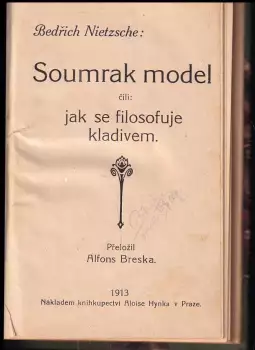 Bedřich Nietzsche:
Soumrak model
čili:
jak se filosofuje
kladivem.
Přeložil
Alfons Breska.
1913
Nákladem knihkupectví Aloise Hynka v Praze.